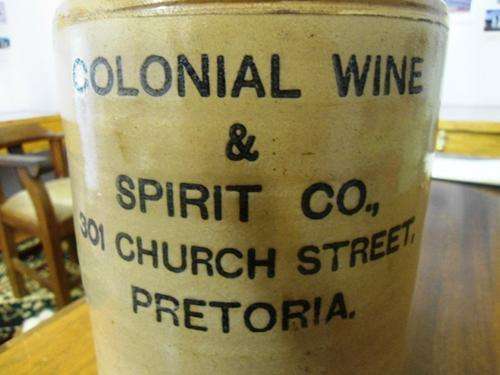 COLONIAL WINE
&
SPIRIT CO.,
301 CHURCH STREET,
PRETORIA.